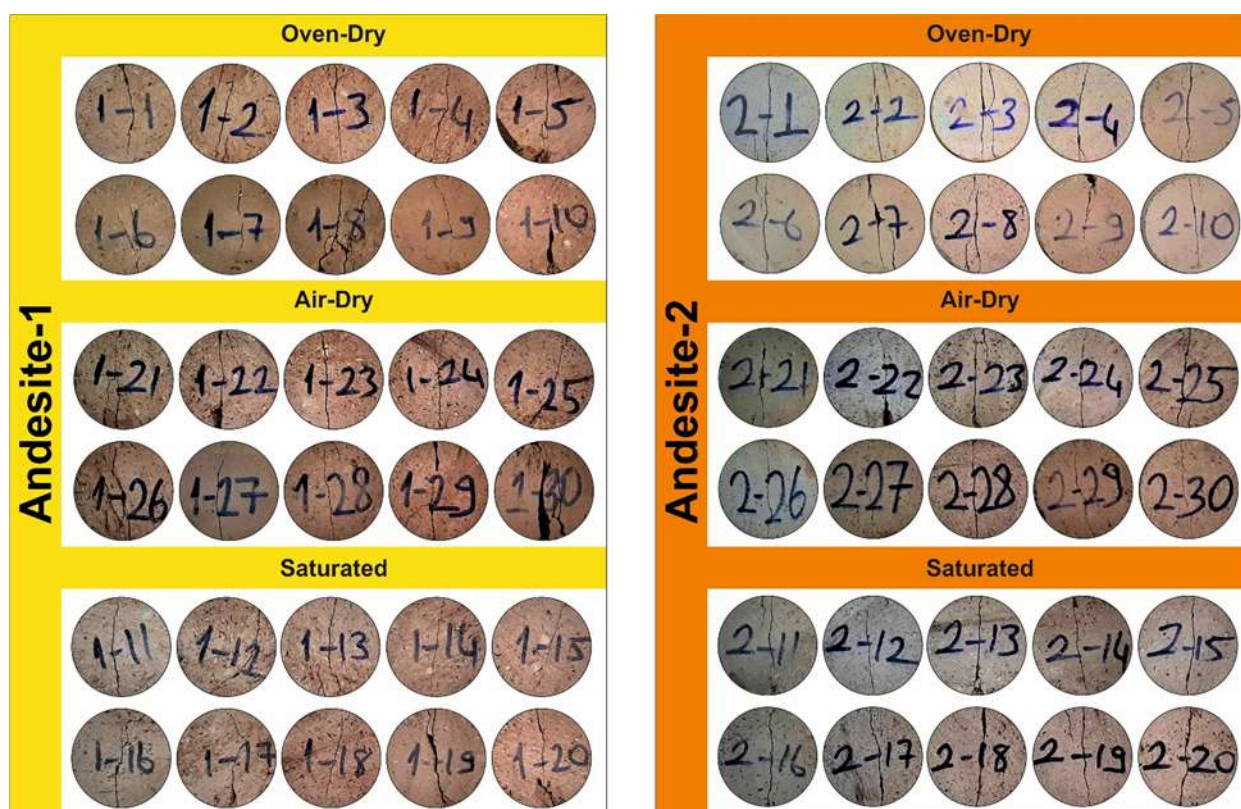 Andesite-1
Oven-Dry
1-1 1-2 1-3 1-4 1-5
1-6 1-7 1-8 1-9 1-10
Air-Dry
1-21 1-22 1-23 1-24 1-25
1-26 1-27 1-28 1-29 1-30
Saturated
1-11 1-12 1-13 1-14 1-15
1-16 1-17 1-18 1-19 1-20
Andesite-2
Oven-Dry
2-1 2-2 2-3 2-4 2-5
2-6 2-7 2-8 2-9 2-10
Air-Dry
2-21 2-22 2-23 2-24 2-25
2-26 2-27 2-28 2-29 2-30
Saturated
2-11 2-12 2-13 2-14 2-15
2-16 2-17 2-18 2-19 2-20